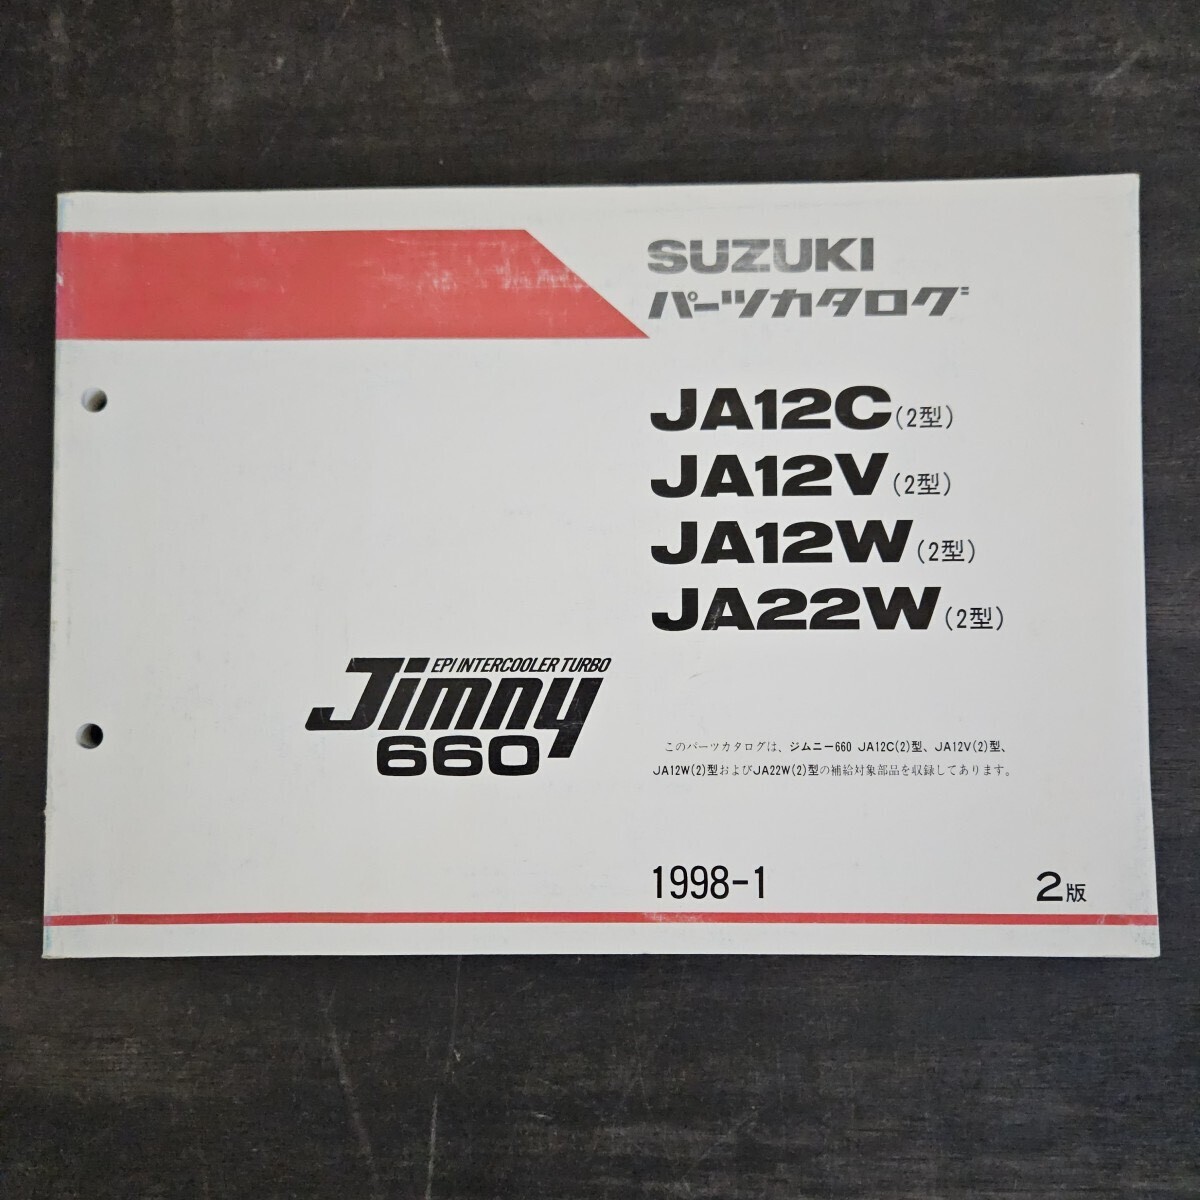 SUZUKI
パーツカタログ
JA12C(2型)
JA12V(2型)
JA12W(2型)
JA22W(2型)
EPI INTERCOOLER TURBO
Jimny
660
このパーツカタログは、ジムニー660 JA12C(2)型、JA12V(2)型、
JA12W(2)型およびJA22W(2)型の補給対象部品を収録してあります。
1998-1
2版